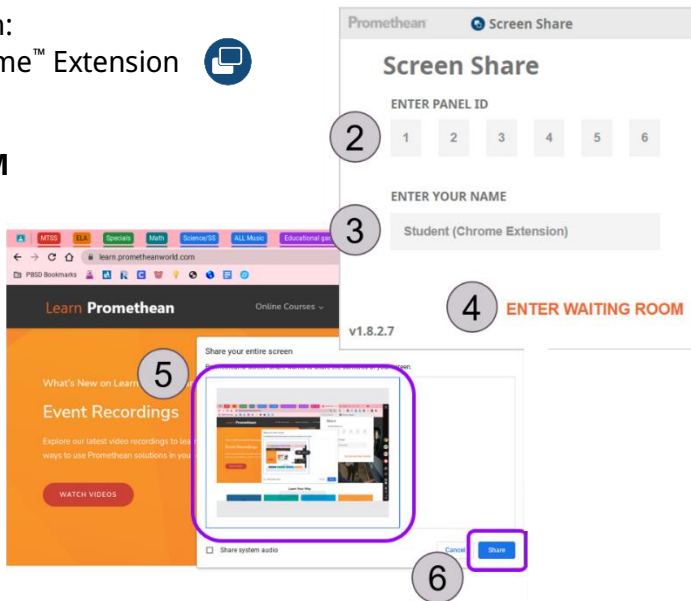 n:
me™ Extension
M
Promethean Screen Share
Screen Share
ENTER PANEL ID
2
1 2 3 4 5 6
ENTER YOUR NAME
3
Student (Chrome Extension)
4
ENTER WAITING ROOM
v1.8.2.7
MTSS ELA Specials Math Science/SS ALL Music Educational gar
learn.prometheanworld.com
PBSD Bookmarks
Learn Promethean
Online Courses
5
Share your entire screen
What's New on Learn
Event Recordings
Explore our latest video recordings to lea
ways to use Promethean solutions in you
WATCH VIDEOS
Share system audio
Cancel
Share
6